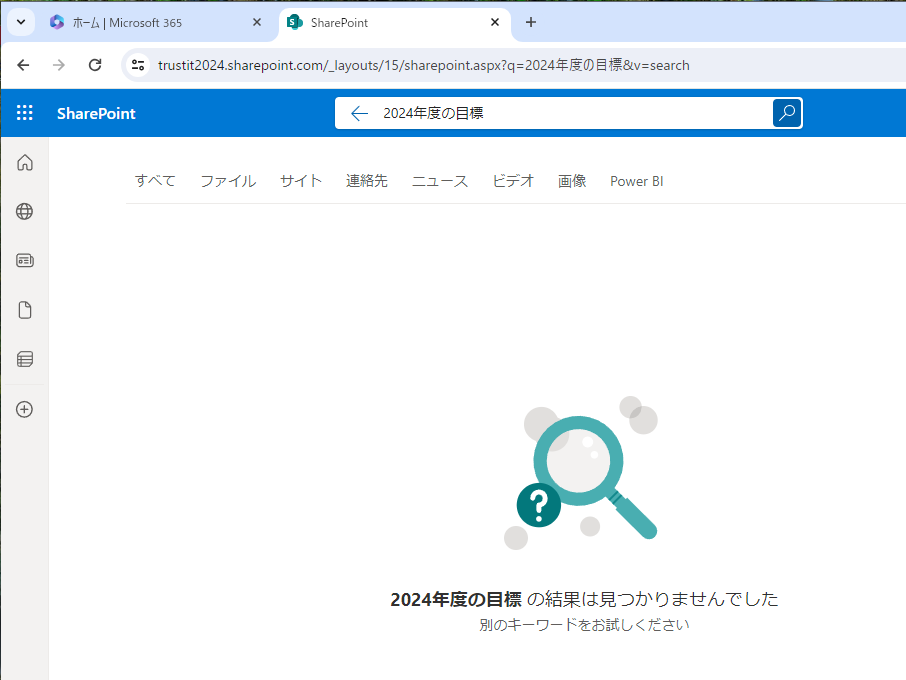 ホーム | Microsoft 365
SharePoint
trustit2024.sharepoint.com/_layouts/15/sharepoint.aspx?q=2024年度の目標&v=search
SharePoint
2024年度の目標
すべて ファイル サイト 連絡先 ニュース ビデオ 画像 Power BI
?
2024年度の目標 の結果は見つかりませんでした
別のキーワードをお試しください